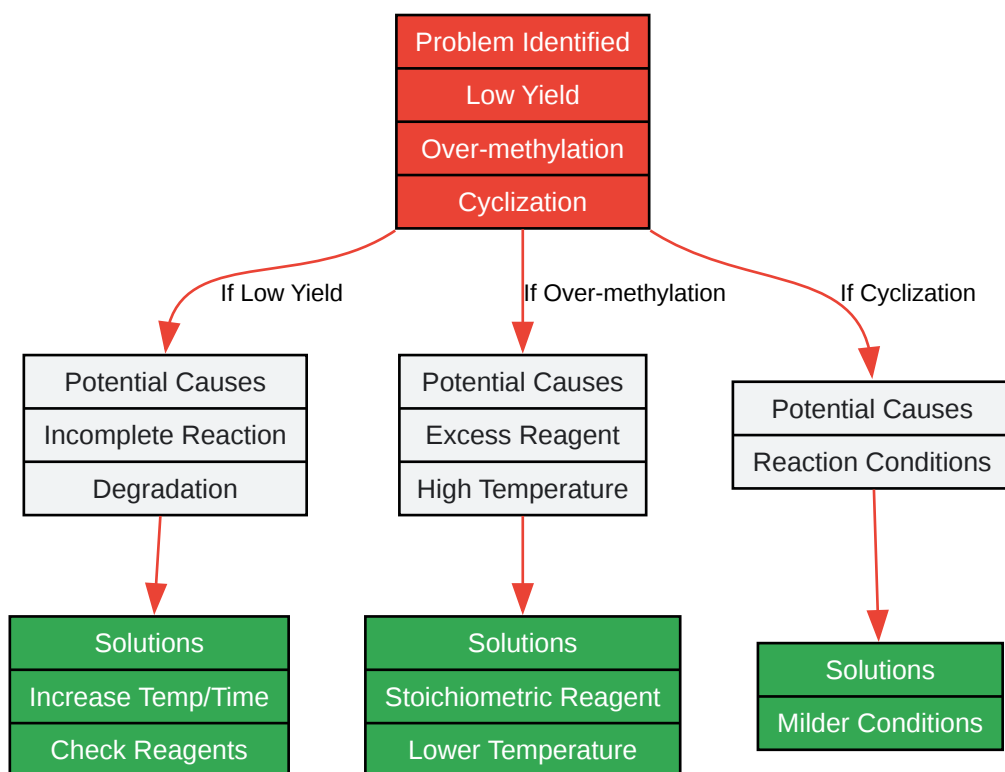 Problem Identified
Low Yield
Over-methylation
Cyclization
If Low Yield
If Over-methylation
If Cyclization
Potential Causes
Incomplete Reaction
Degradation
Potential Causes
Excess Reagent
High Temperature
Potential Causes
Reaction Conditions
Solutions
Increase Temp/Time
Check Reagents
Solutions
Stoichiometric Reagent
Lower Temperature
Solutions
Milder Conditions